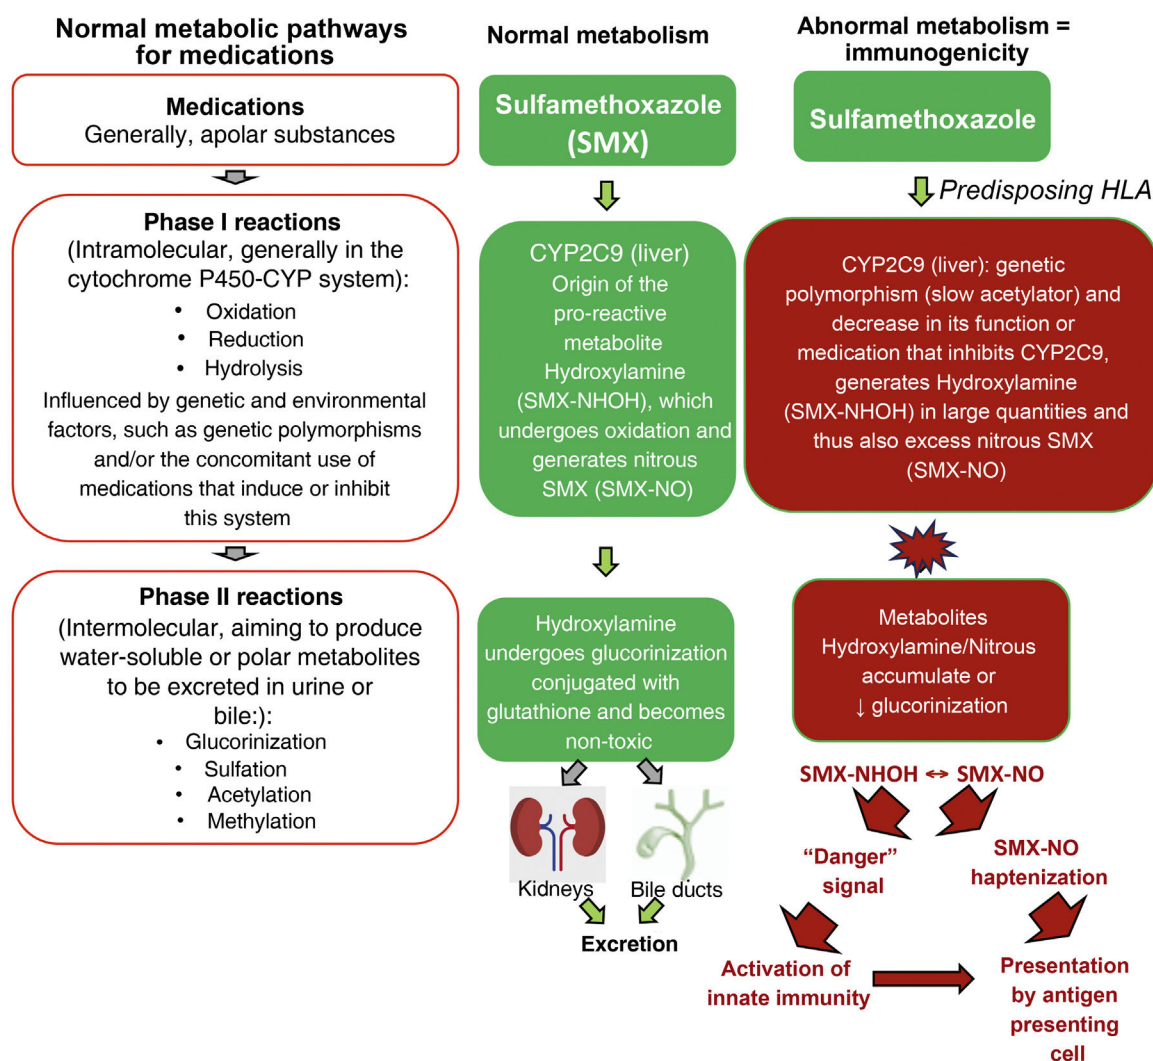 Normal metabolic pathways
for medications
Medications
Generally, apolar substances
Phase I reactions
(Intramolecular, generally in the
cytochrome P450-CYP system):
• Oxidation
• Reduction
• Hydrolysis
Influenced by genetic and environmental
factors, such as genetic polymorphisms
and/or the concomitant use of
medications that induce or inhibit
this system
Phase II reactions
(Intermolecular, aiming to produce
water-soluble or polar metabolites
to be excreted in urine or
bile:):
• Glucorinization
• Sulfation
• Acetylation
• Methylation
Normal metabolism
Sulfamethoxazole
(SMX)
CYP2C9 (liver)
Origin of the
pro-reactive
metabolite
Hydroxylamine
(SMX-NHOH), which
undergoes oxidation and
generates nitrous
SMX (SMX-NO)
Hydroxylamine
undergoes glucorinization
conjugated with
glutathione and becomes
non-toxic
Kidneys
Bile ducts
Excretion
Abnormal metabolism =
immunogenicity
Sulfamethoxazole
Predisposing HLA
CYP2C9 (liver): genetic
polymorphism (slow acetylator) and
decrease in its function or
medication that inhibits CYP2C9,
generates Hydroxylamine
(SMX-NHOH) in large quantities and
thus also excess nitrous SMX
(SMX-NO)
Metabolites
Hydroxylamine/Nitrous
accumulate or
↓ glucorinization
SMX-NHOH ↔ SMX-NO
“Danger”
signal
SMX-NO
haptenization
Activation of
innate immunity
Presentation
by antigen
presenting
cell